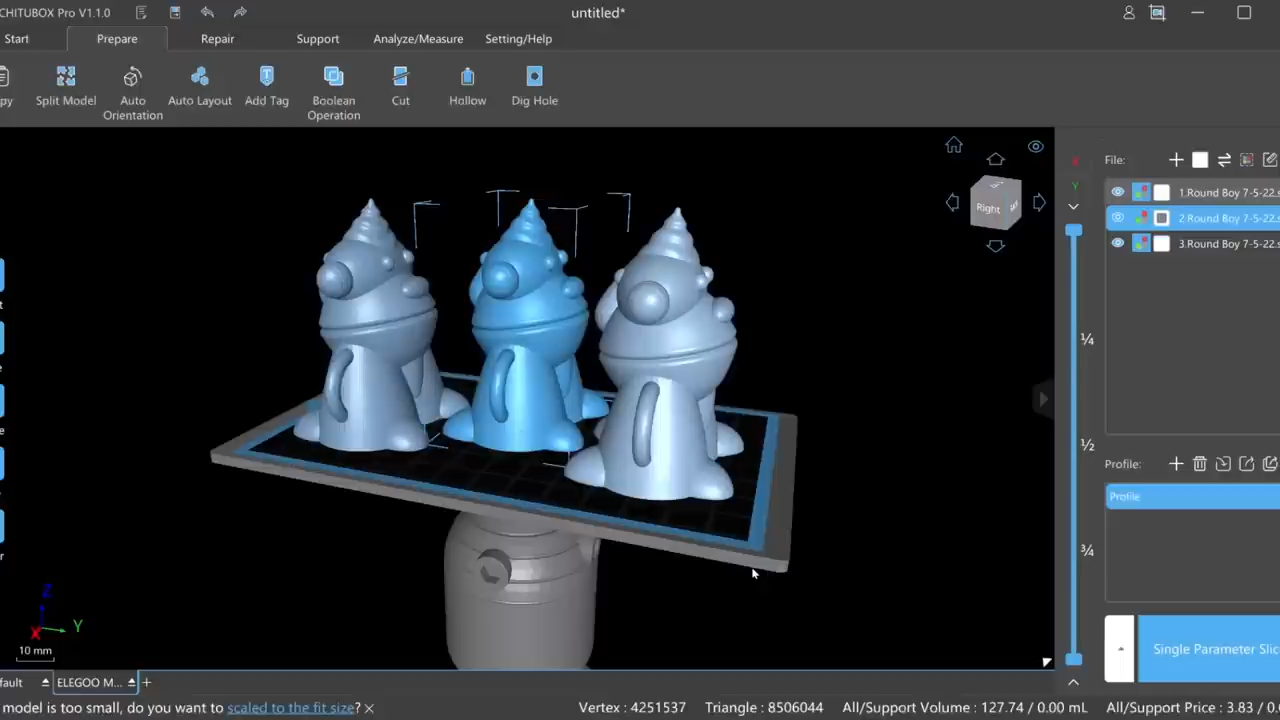 CHITUBOX Pro V1.1.0
untitled*
Start
Prepare
Repair
Support
Analyze/Measure
Setting/Help
py
Split Model
Auto Orientation
Auto Layout
Add Tag
Boolean Operation
Cut
Hollow
Dig Hole
Right
X
Y
File:
1.Round Boy 7-5-22.s
2.Round Boy 7-5-22.s
3.Round Boy 7-5-22.s
¼
½
¾
Profile:
Profile
Single Parameter Slic
Z
X
Y
10 mm
fault
ELEGOO M...
model is too small, do you want to scaled to the fit size?
Vertex : 4251537
Triangle : 8506044
All/Support Volume : 127.74 / 0.00 mL
All/Support Price : 3.83 / 0.0